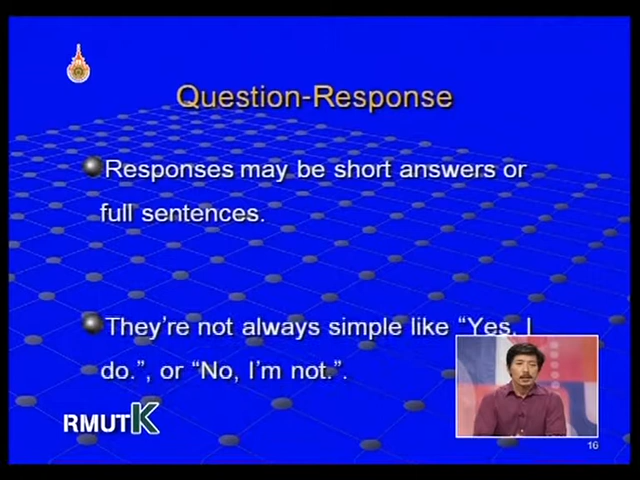 Question-Response
Responses may be short answers or
full sentences.
They're not always simple like “Yes, I
do.”, or “No, I'm not.”.
RMUTK
16